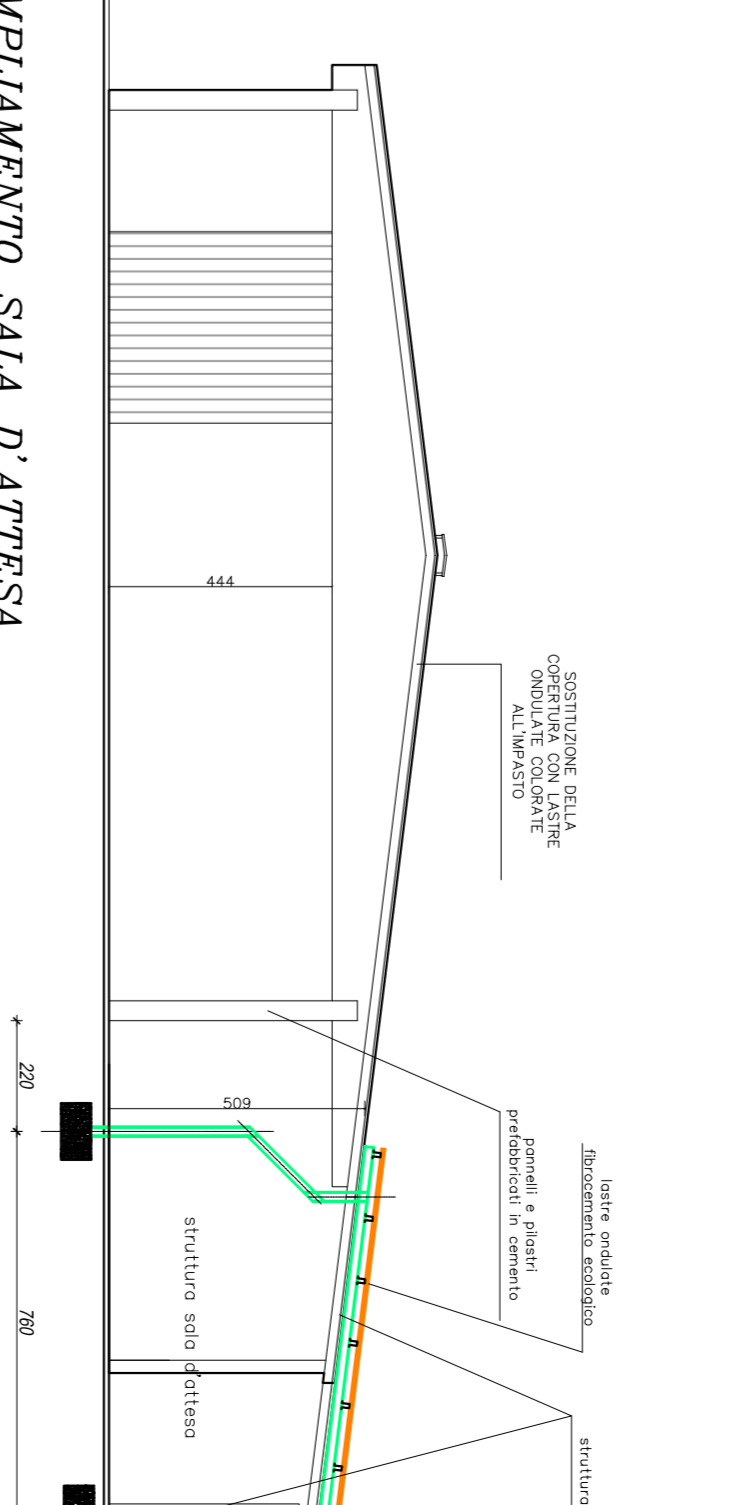 SOSTITUZIONE DELLA
COPERTURA CON LASTRE
ONDULATE COLORATE
ALL'IMPASTO
lastre ondulate
fibrocemento ecologico
pannelli e pilastri
prefabbricati in cemento
struttura
444
509
struttura sala d'attesa
220
760
MPLIAMENTO SALA D'ATTESA